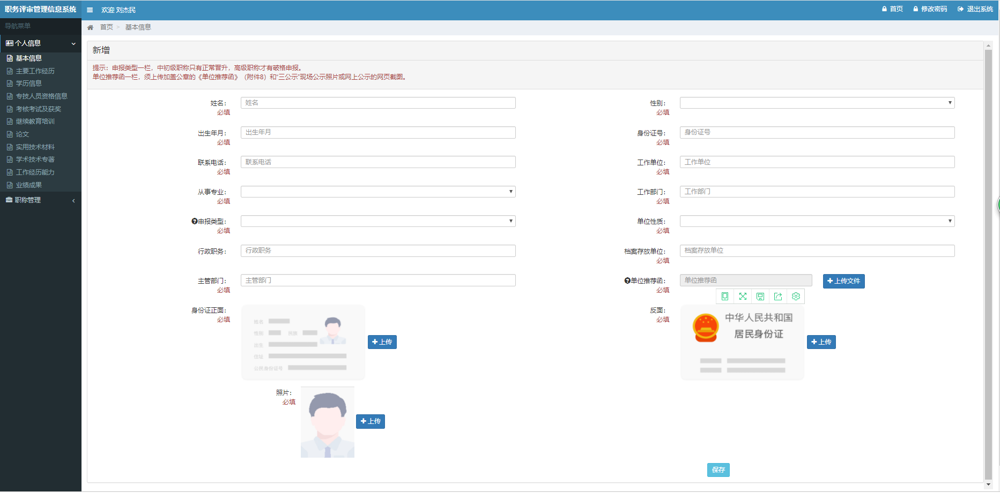 职务评审管理信息系统
欢迎 刘杰民
首页
修改密码
退出系统
导航菜单
首页 > 基本信息
个人信息
基本信息
主要工作经历
学历信息
专技人员资格信息
考核考试及获奖
继续教育培训
论文
实用技术材料
学术技术专著
工作经历能力
业绩成果
职称管理
新增
提示：申报类型一栏，中初级职称只有正常晋升，高级职称才有破格申报。
单位推荐函一栏，须上传加盖公章的《单位推荐函》（附件8）和“三公示”现场公示照片或网上公示的网页截图。
姓名：
必填
姓名
性别：
必填
出生年月：
必填
出生年月
身份证号：
必填
身份证号
联系电话：
必填
联系电话
工作单位：
必填
工作单位
从事专业：
必填
工作部门：
必填
工作部门
申报类型：
必填
单位性质：
必填
行政职务：
行政职务
档案存放单位：
必填
档案存放单位
主管部门：
必填
主管部门
单位推荐函：
必填
单位推荐函
上传文件
身份证正面：
必填
姓名
性别 民族
出生
住址
公民身份证号
上传
反面：
必填
中华人民共和国
居民身份证
上传
照片：
必填
上传
保存